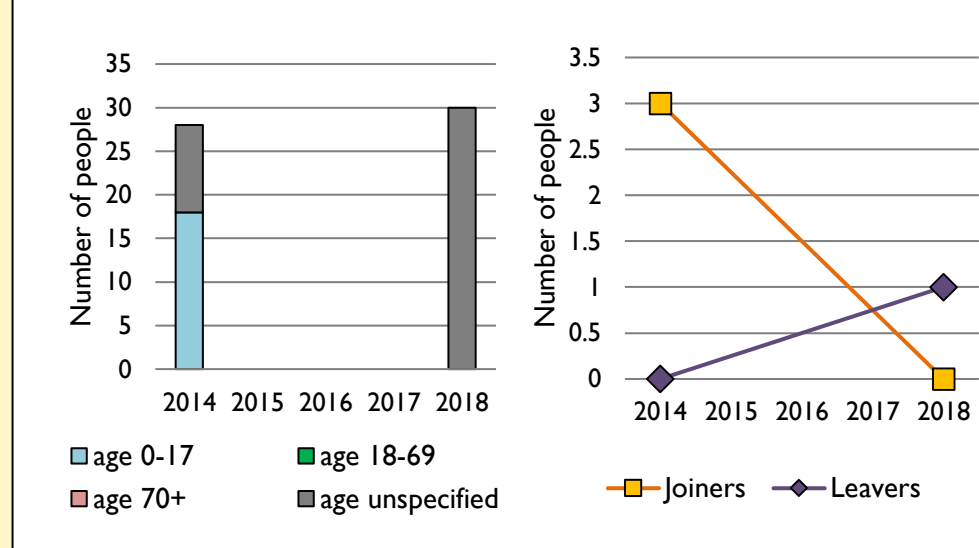 35
30
25
20
15
10
5
0
Number of people
2014 2015 2016 2017 2018
age 0-17
age 18-69
age 70+
age unspecified
3.5
3
2.5
2
1.5
1
0.5
0
Number of people
2014 2015 2016 2017 2018
Joiners
Leavers